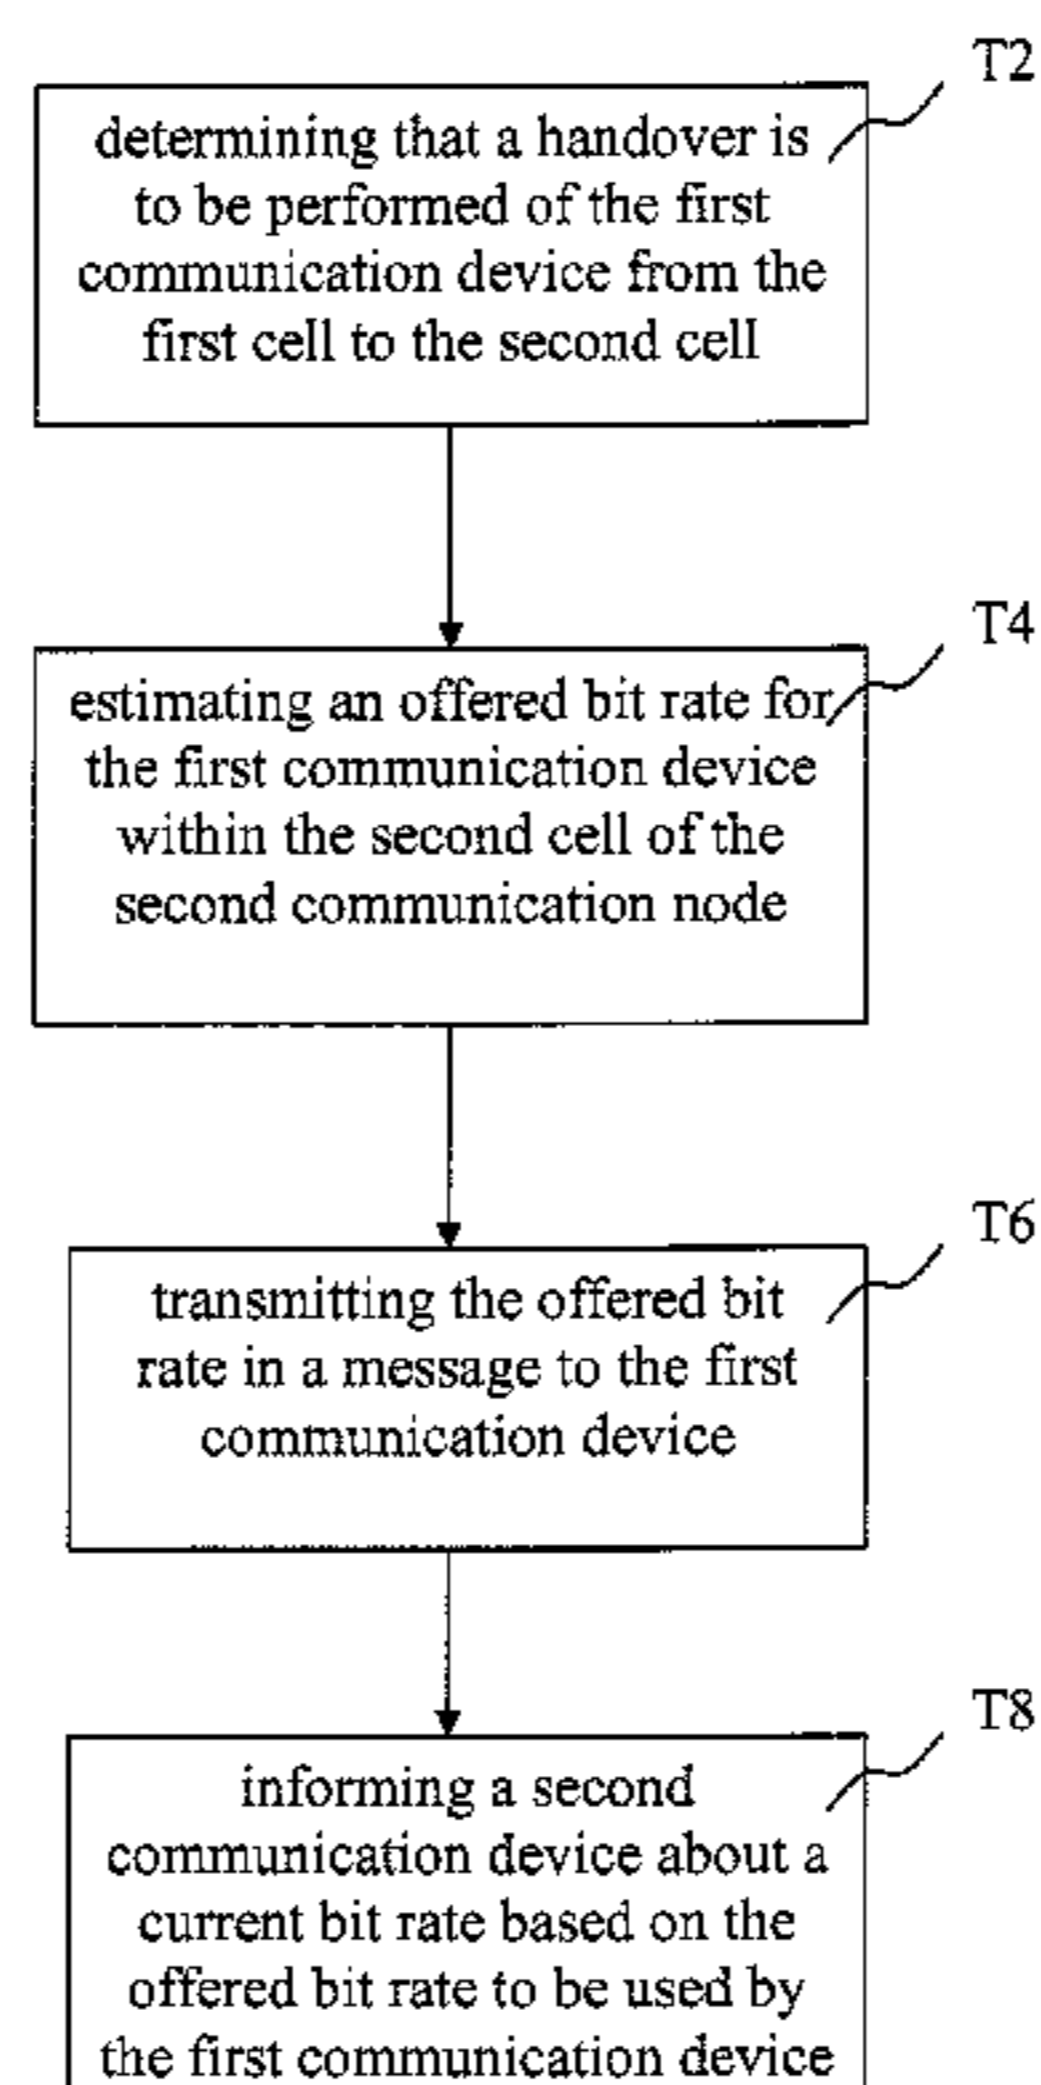 T2
determining that a handover is
to be performed of the first
communication device from the
first cell to the second cell
T4
estimating an offered bit rate for
the first communication device
within the second cell of the
second communication node
T6
transmitting the offered bit
rate in a message to the first
communication device
T8
informing a second
communication device about a
current bit rate based on the
offered bit rate to be used by
the first communication device